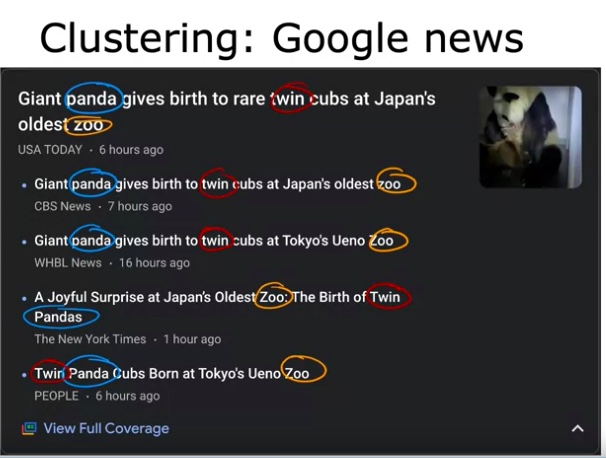 Clustering: Google news
Giant panda gives birth to rare twin cubs at Japan's
oldest zoo
USA TODAY · 6 hours ago
• Giant panda gives birth to twin cubs at Japan's oldest zoo
CBS News · 7 hours ago
• Giant panda gives birth to twin cubs at Tokyo's Ueno Zoo
WHBL News · 16 hours ago
• A Joyful Surprise at Japan's Oldest Zoo: The Birth of Twin
Pandas
The New York Times · 1 hour ago
• Twin Panda Cubs Born at Tokyo's Ueno Zoo
PEOPLE · 6 hours ago
View Full Coverage